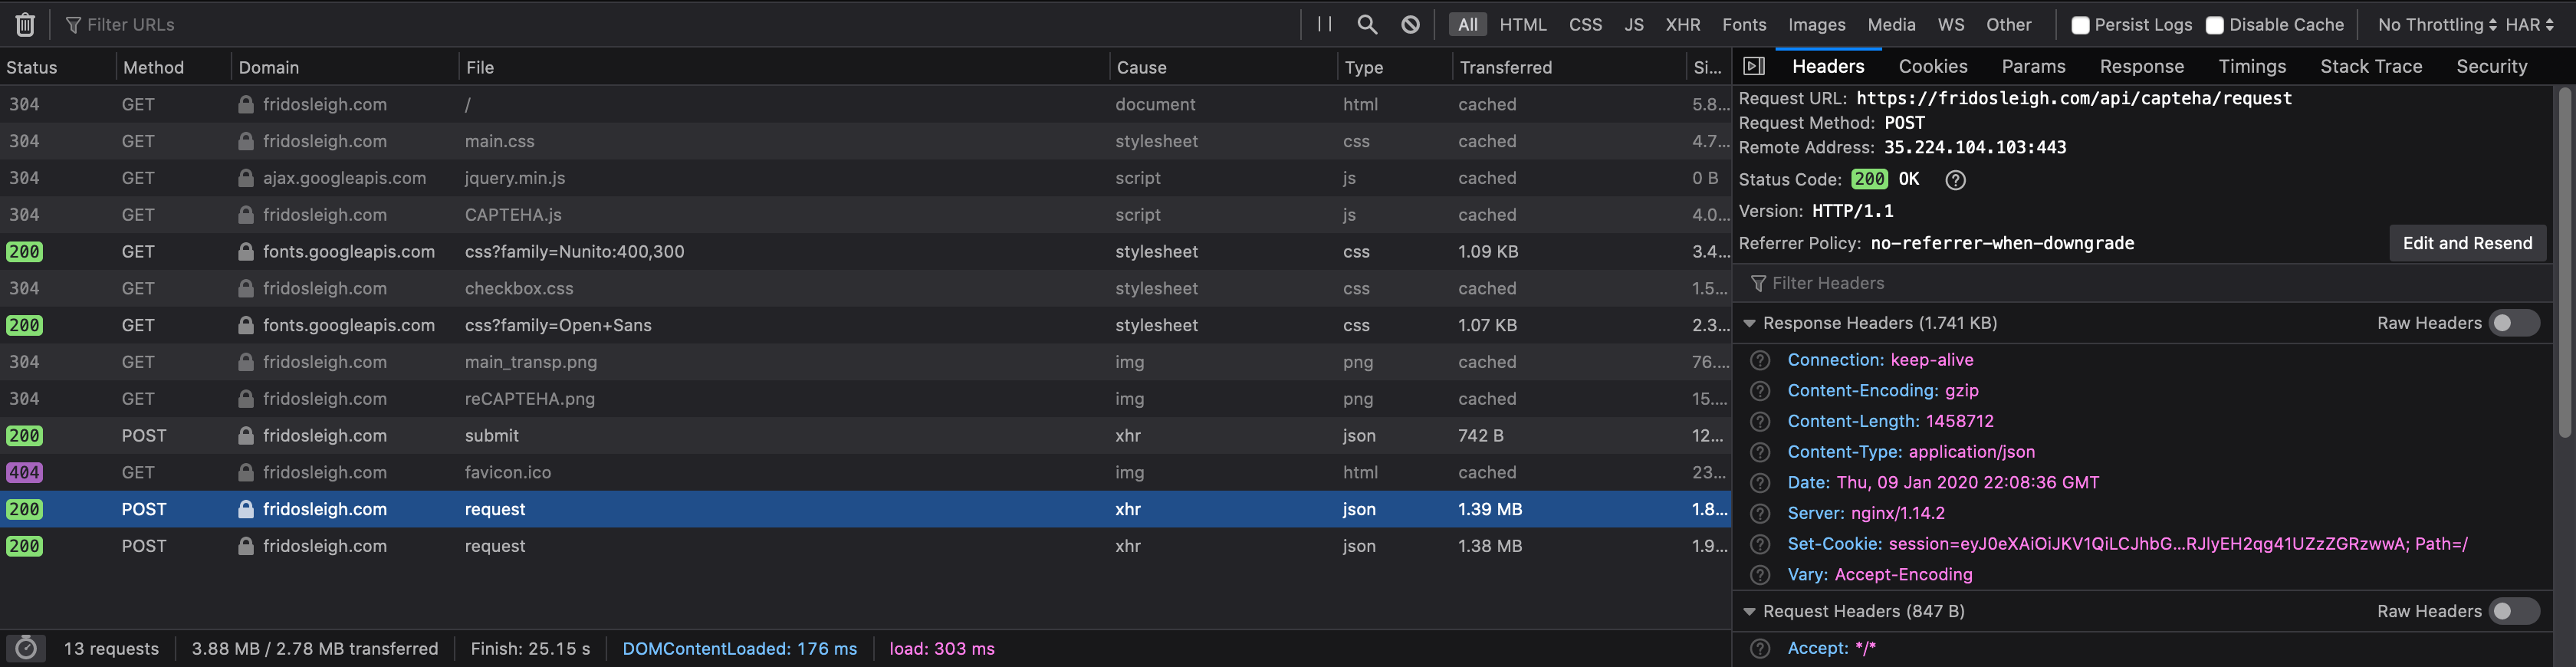 Filter URLs All HTML CSS JS XHR Fonts Images Media WS Other Persist Logs Disable Cache No Throttling HAR
Status Method Domain File Cause Type Transferred Si...
304 GET fridosleigh.com / document html cached 5.8...
304 GET fridosleigh.com main.css stylesheet css cached 4.7...
304 GET ajax.googleapis.com jquery.min.js script js cached 0 B
304 GET fridosleigh.com CAPTEHA.js script js cached 4.0...
200 GET fonts.googleapis.com css?family=Nunito:400,300 stylesheet css 1.09 KB 3.4...
304 GET fridosleigh.com checkbox.css stylesheet css cached 1.5...
200 GET fonts.googleapis.com css?family=Open+Sans stylesheet css 1.07 KB 2.3...
304 GET fridosleigh.com main_transp.png img png cached 76....
304 GET fridosleigh.com reCAPTEHA.png img png cached 15....
200 POST fridosleigh.com submit xhr json 742 B 12...
404 GET fridosleigh.com favicon.ico img html cached 23...
200 POST fridosleigh.com request xhr json 1.39 MB 1.8...
200 POST fridosleigh.com request xhr json 1.38 MB 1.9...
13 requests 3.88 MB / 2.78 MB transferred Finish: 25.15 s DOMContentLoaded: 176 ms load: 303 ms
Headers Cookies Params Response Timings Stack Trace Security
Request URL: https://fridosleigh.com/api/capteha/request
Request Method: POST
Remote Address: 35.224.104.103:443
Status Code: 200 OK
Version: HTTP/1.1
Referrer Policy: no-referrer-when-downgrade Edit and Resend
Filter Headers
Response Headers (1.741 KB) Raw Headers
Connection: keep-alive
Content-Encoding: gzip
Content-Length: 1458712
Content-Type: application/json
Date: Thu, 09 Jan 2020 22:08:36 GMT
Server: nginx/1.14.2
Set-Cookie: session=eyJ0eXAiOiJKV1QiLCJhbG...RJlyEH2qg41UZzZGRzwwA; Path=/
Vary: Accept-Encoding
Request Headers (847 B) Raw Headers
Accept: */*